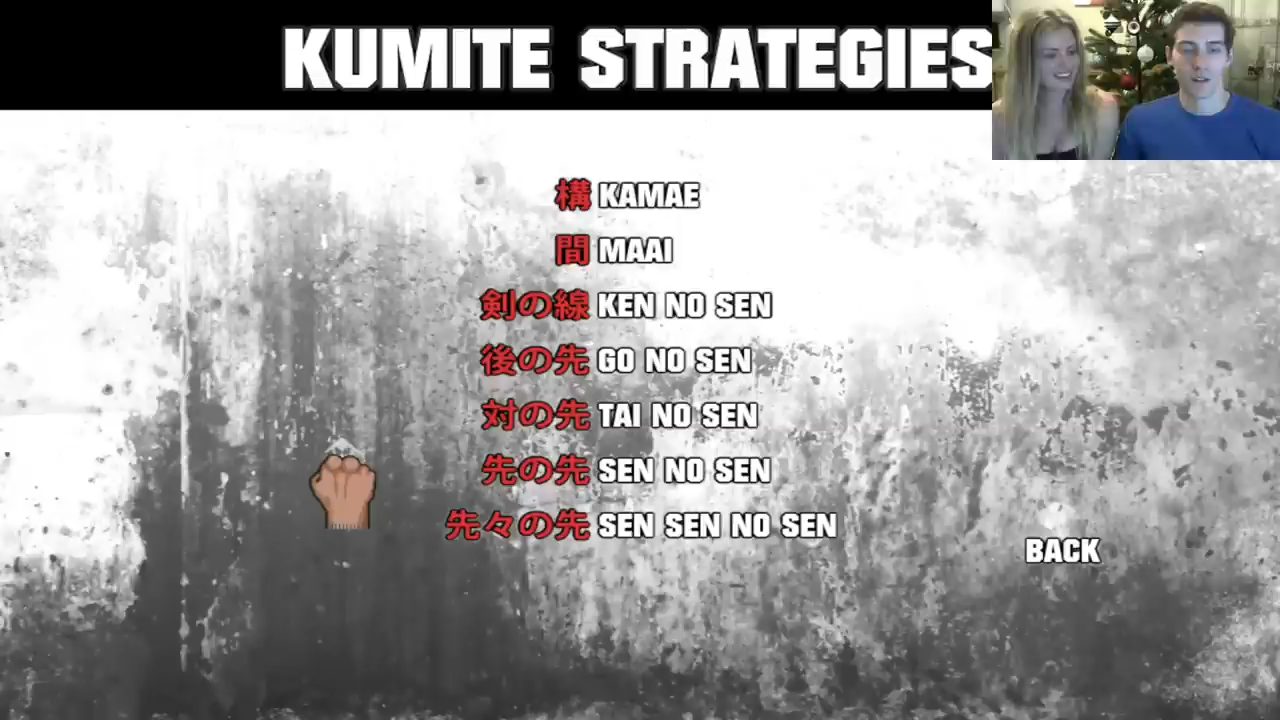 KUMITE STRATEGIES
構 KAMAE
間 MAAI
剣の線 KEN NO SEN
後の先 GO NO SEN
対の先 TAI NO SEN
先の先 SEN NO SEN
先々の先 SEN SEN NO SEN
BACK